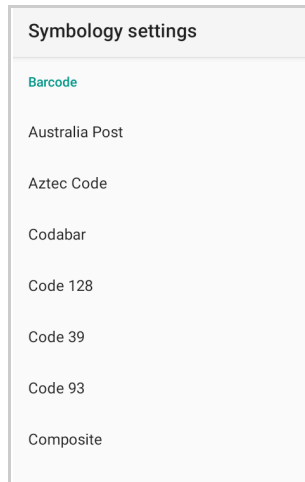 Symbology settings
Barcode
Australia Post
Aztec Code
Codabar
Code 128
Code 39
Code 93
Composite